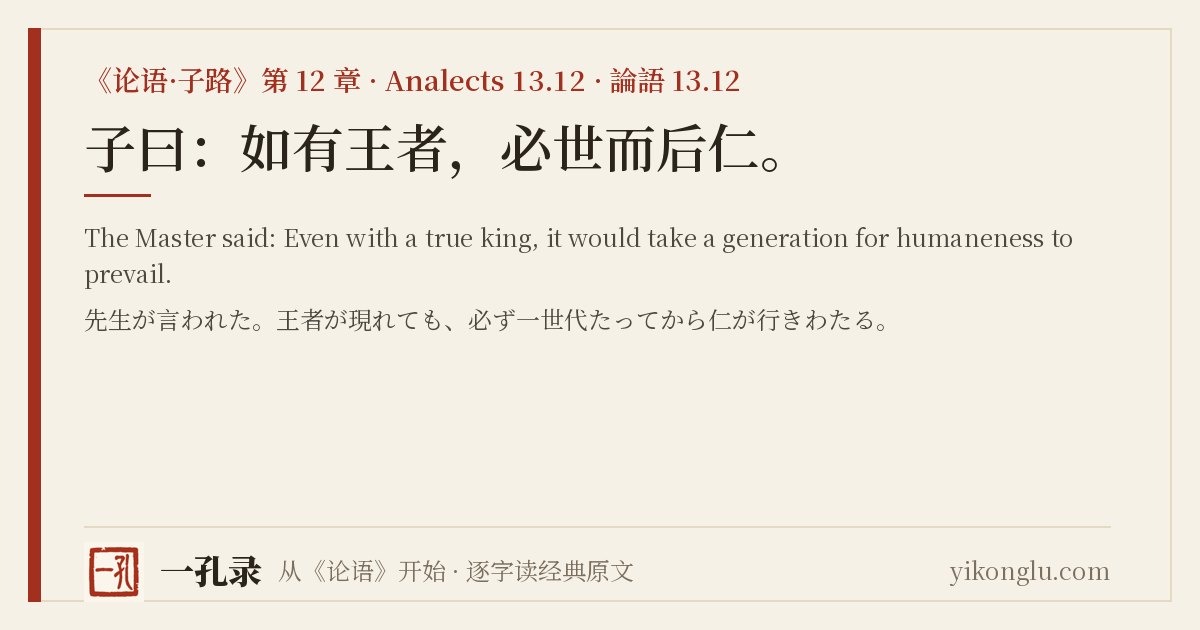 《论语·子路》第 12 章 · Analects 13.12 · 論語 13.12
子曰：如有王者，必世而后仁。
The Master said: Even with a true king, it would take a generation for humaneness to
prevail.
先生が言われた。王者が現れても、必ず一世代たってから仁が行きわたる。
一孔
一孔录 从《论语》开始 · 逐字读经典原文
yikonglu.com